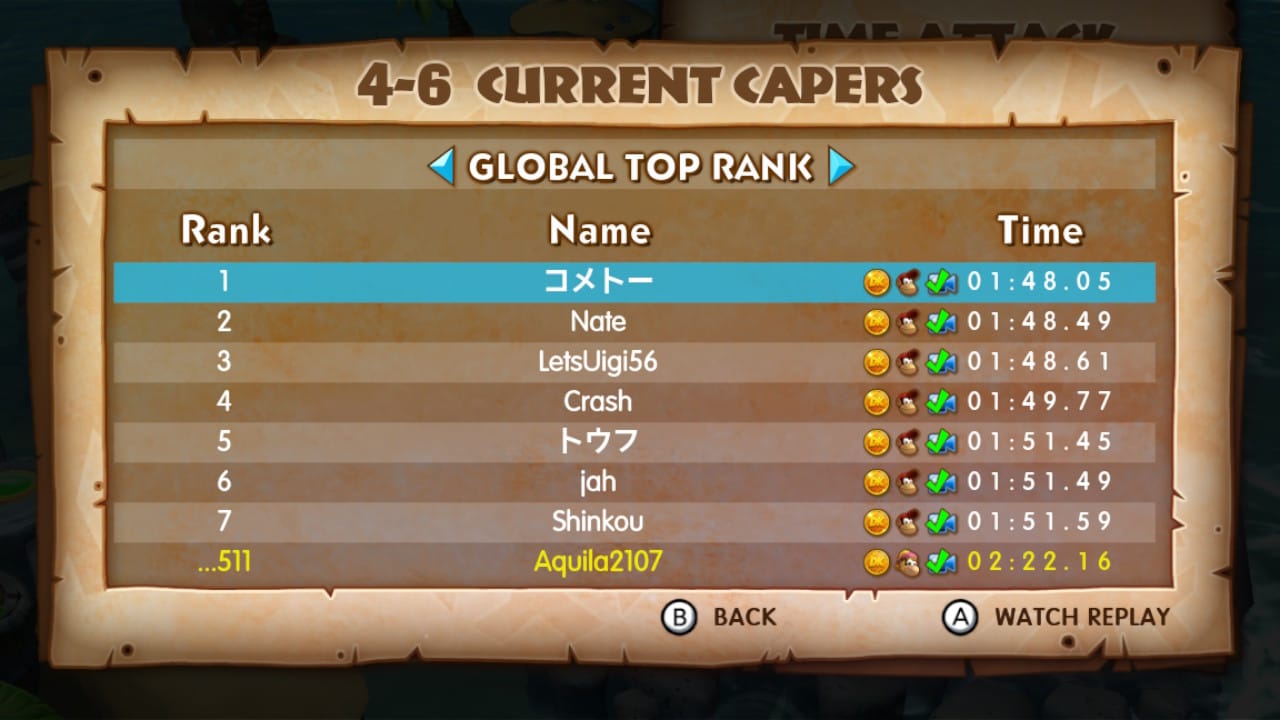 TIME ATTACK
4-6 CURRENT CAPERS
GLOBAL TOP RANK
Rank Name Time
1 コメトー 01:48.05
2 Nate 01:48.49
3 LetsUigi56 01:48.61
4 Crash 01:49.77
5 トウフ 01:51.45
6 jah 01:51.49
7 Shinkou 01:51.59
...511 Aquila2107 02:22.16
B BACK A WATCH REPLAY